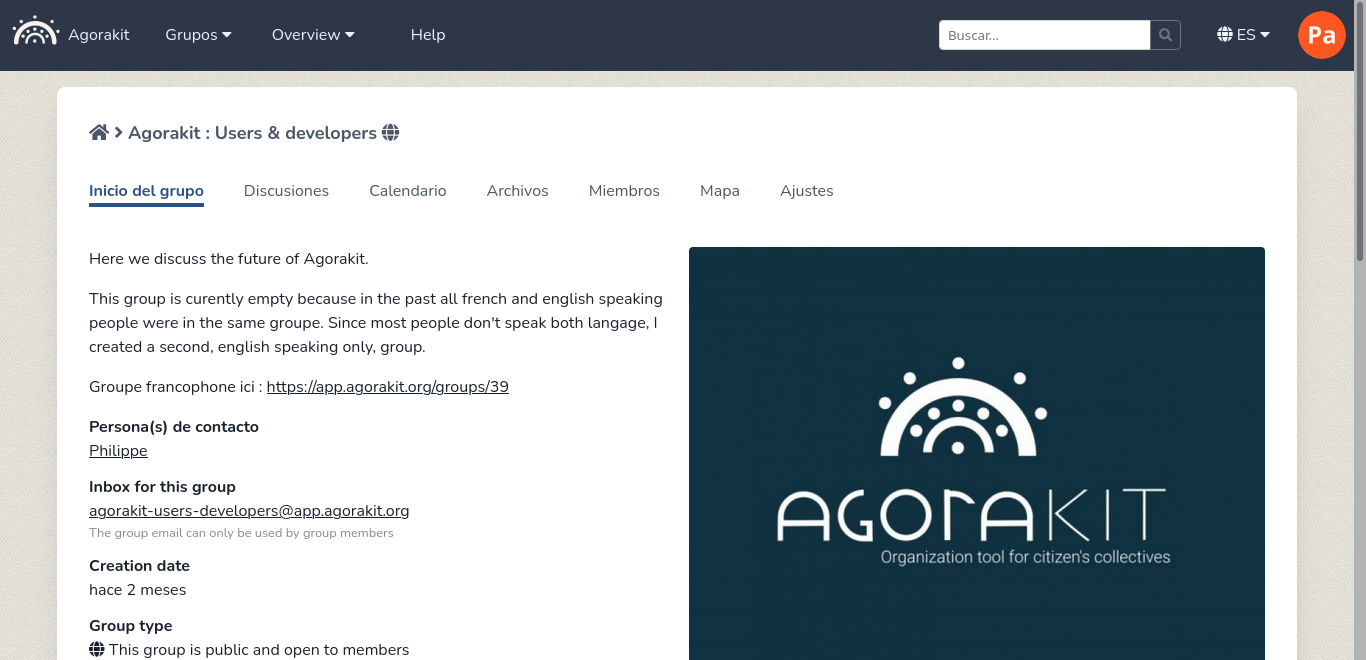 Agorakit Grupos Overview Help Buscar... ES Pa
Agorakit : Users & developers
Inicio del grupo Discusiones Calendario Archivos Miembros Mapa Ajustes
Here we discuss the future of Agorakit.
This group is curently empty because in the past all french and english speaking
people were in the same groupe. Since most people don't speak both langage, I
created a second, english speaking only, group.
Groupe francophone ici : https://app.agorakit.org/groups/39
Persona(s) de contacto
Philippe
Inbox for this group
agorakit-users-developers@app.agorakit.org
The group email can only be used by group members
Creation date
hace 2 meses
Group type
This group is public and open to members
AGORAKIT
Organization tool for citizen's collectives